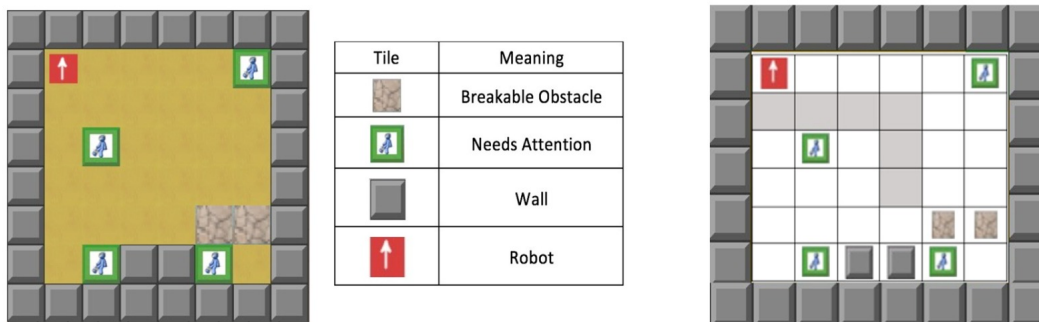 Tile Meaning
Breakable Obstacle
Needs Attention
Wall
Robot